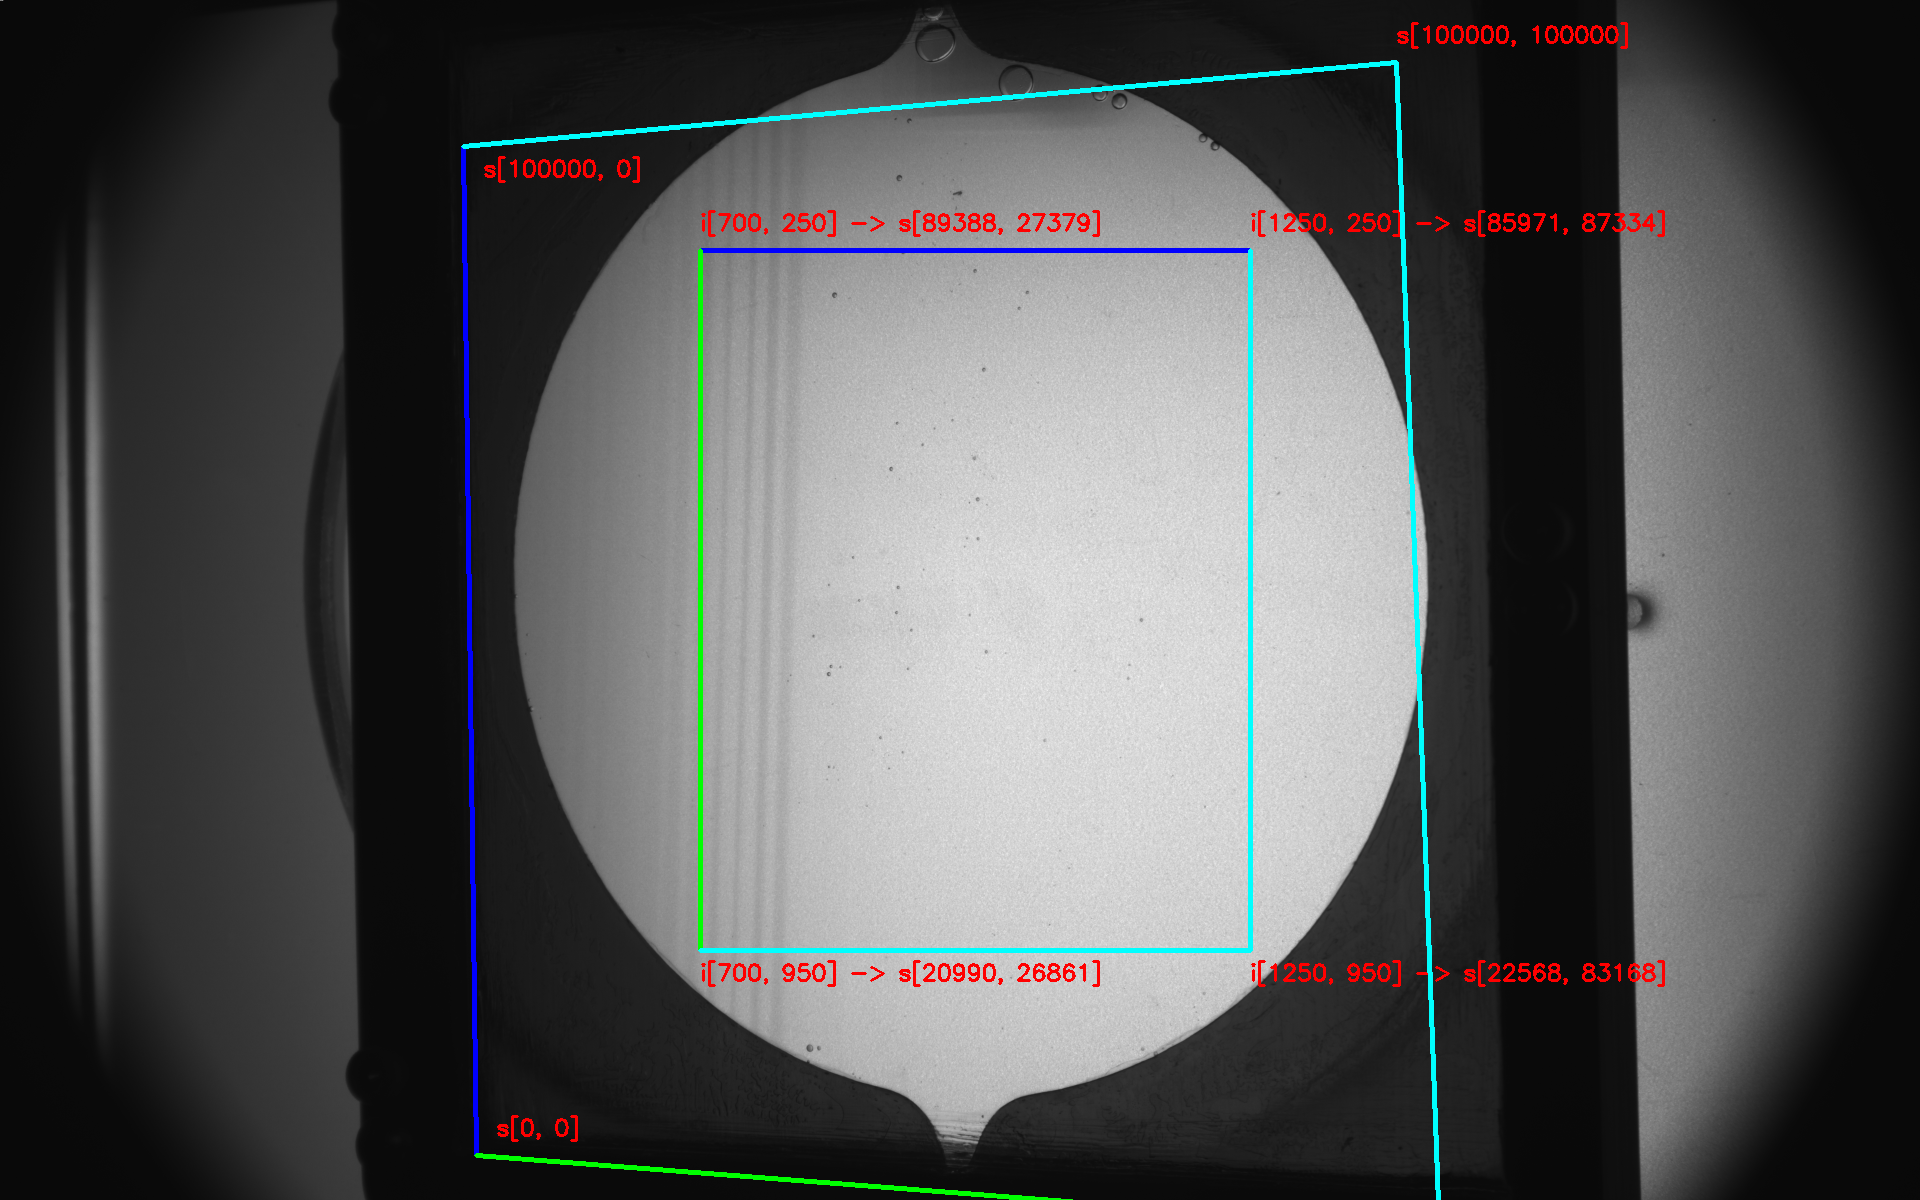 s[100000, 100000]
s[100000, 0]
i[700, 250] -> s[89388, 27379]
i[1250, 250] -> s[85971, 87334]
i[700, 950] -> s[20990, 26861]
i[1250, 950] -> s[22568, 83168]
s[0, 0]